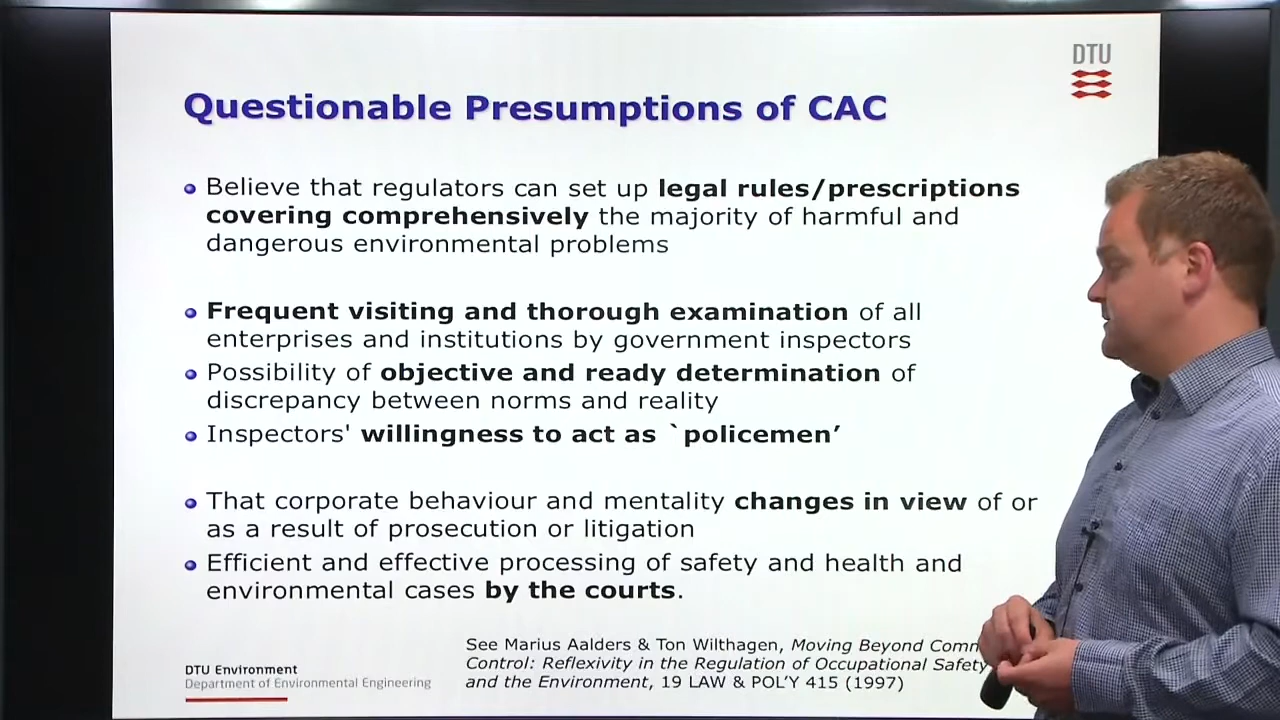 DTU
Questionable Presumptions of CAC
Believe that regulators can set up legal rules/prescriptions
covering comprehensively the majority of harmful and
dangerous environmental problems
Frequent visiting and thorough examination of all
enterprises and institutions by government inspectors
Possibility of objective and ready determination of
discrepancy between norms and reality
Inspectors' willingness to act as `policemen’
That corporate behaviour and mentality changes in view of or
as a result of prosecution or litigation
Efficient and effective processing of safety and health and
environmental cases by the courts.
See Marius Aalders & Ton Wilthagen, Moving Beyond
Control: Reflexivity in the Regulation of Occupational Safety
and the Environment, 19 LAW & POL’Y 415 (1997)
DTU Environment
Department of Environmental Engineering